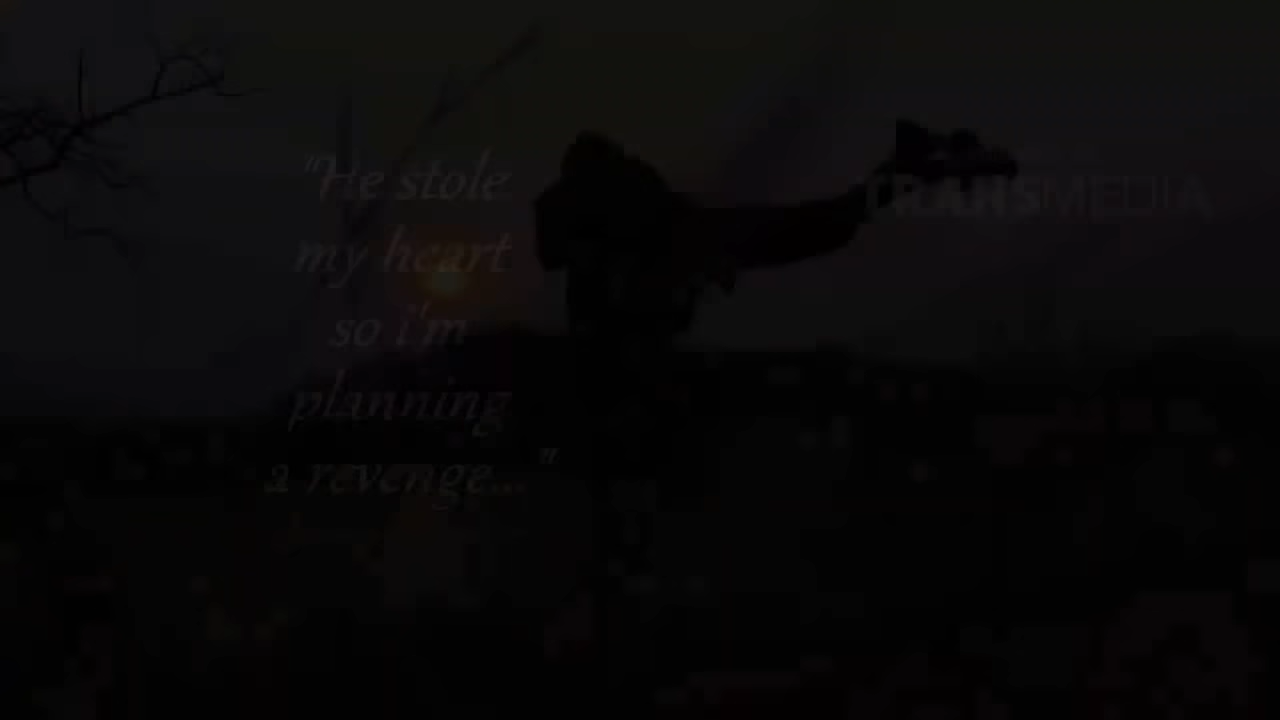 "He stole
my heart
so i'm
planning
a revenge..."
TRANSMEDIA